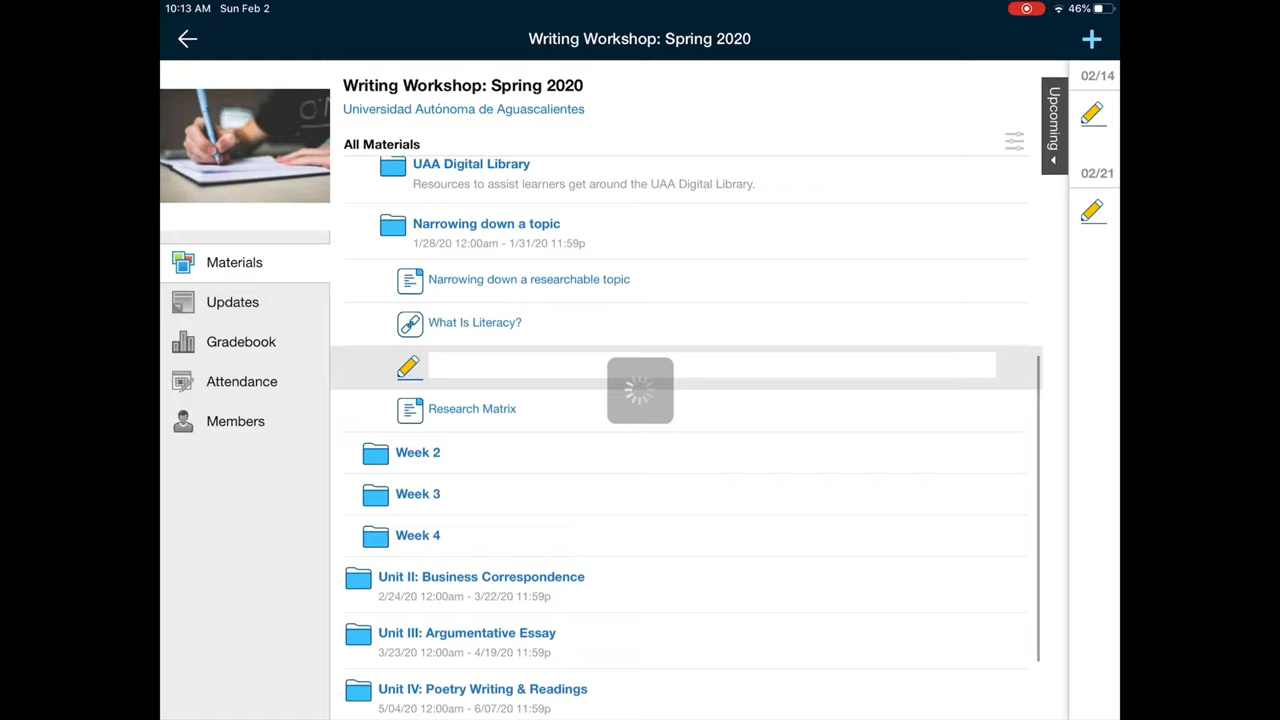 10:13 AM Sun Feb 2
46%
Writing Workshop: Spring 2020
Writing Workshop: Spring 2020
Universidad Autónoma de Aguascalientes
All Materials
UAA Digital Library
Resources to assist learners get around the UAA Digital Library.
Narrowing down a topic
1/28/20 12:00am - 1/31/20 11:59p
Narrowing down a researchable topic
What Is Literacy?
Research Matrix
Week 2
Week 3
Week 4
Unit II: Business Correspondence
2/24/20 12:00am - 3/22/20 11:59p
Unit III: Argumentative Essay
3/23/20 12:00am - 4/19/20 11:59p
Unit IV: Poetry Writing & Readings
5/04/20 12:00am - 6/07/20 11:59p
Materials
Updates
Gradebook
Attendance
Members
Upcoming
02/14
02/21